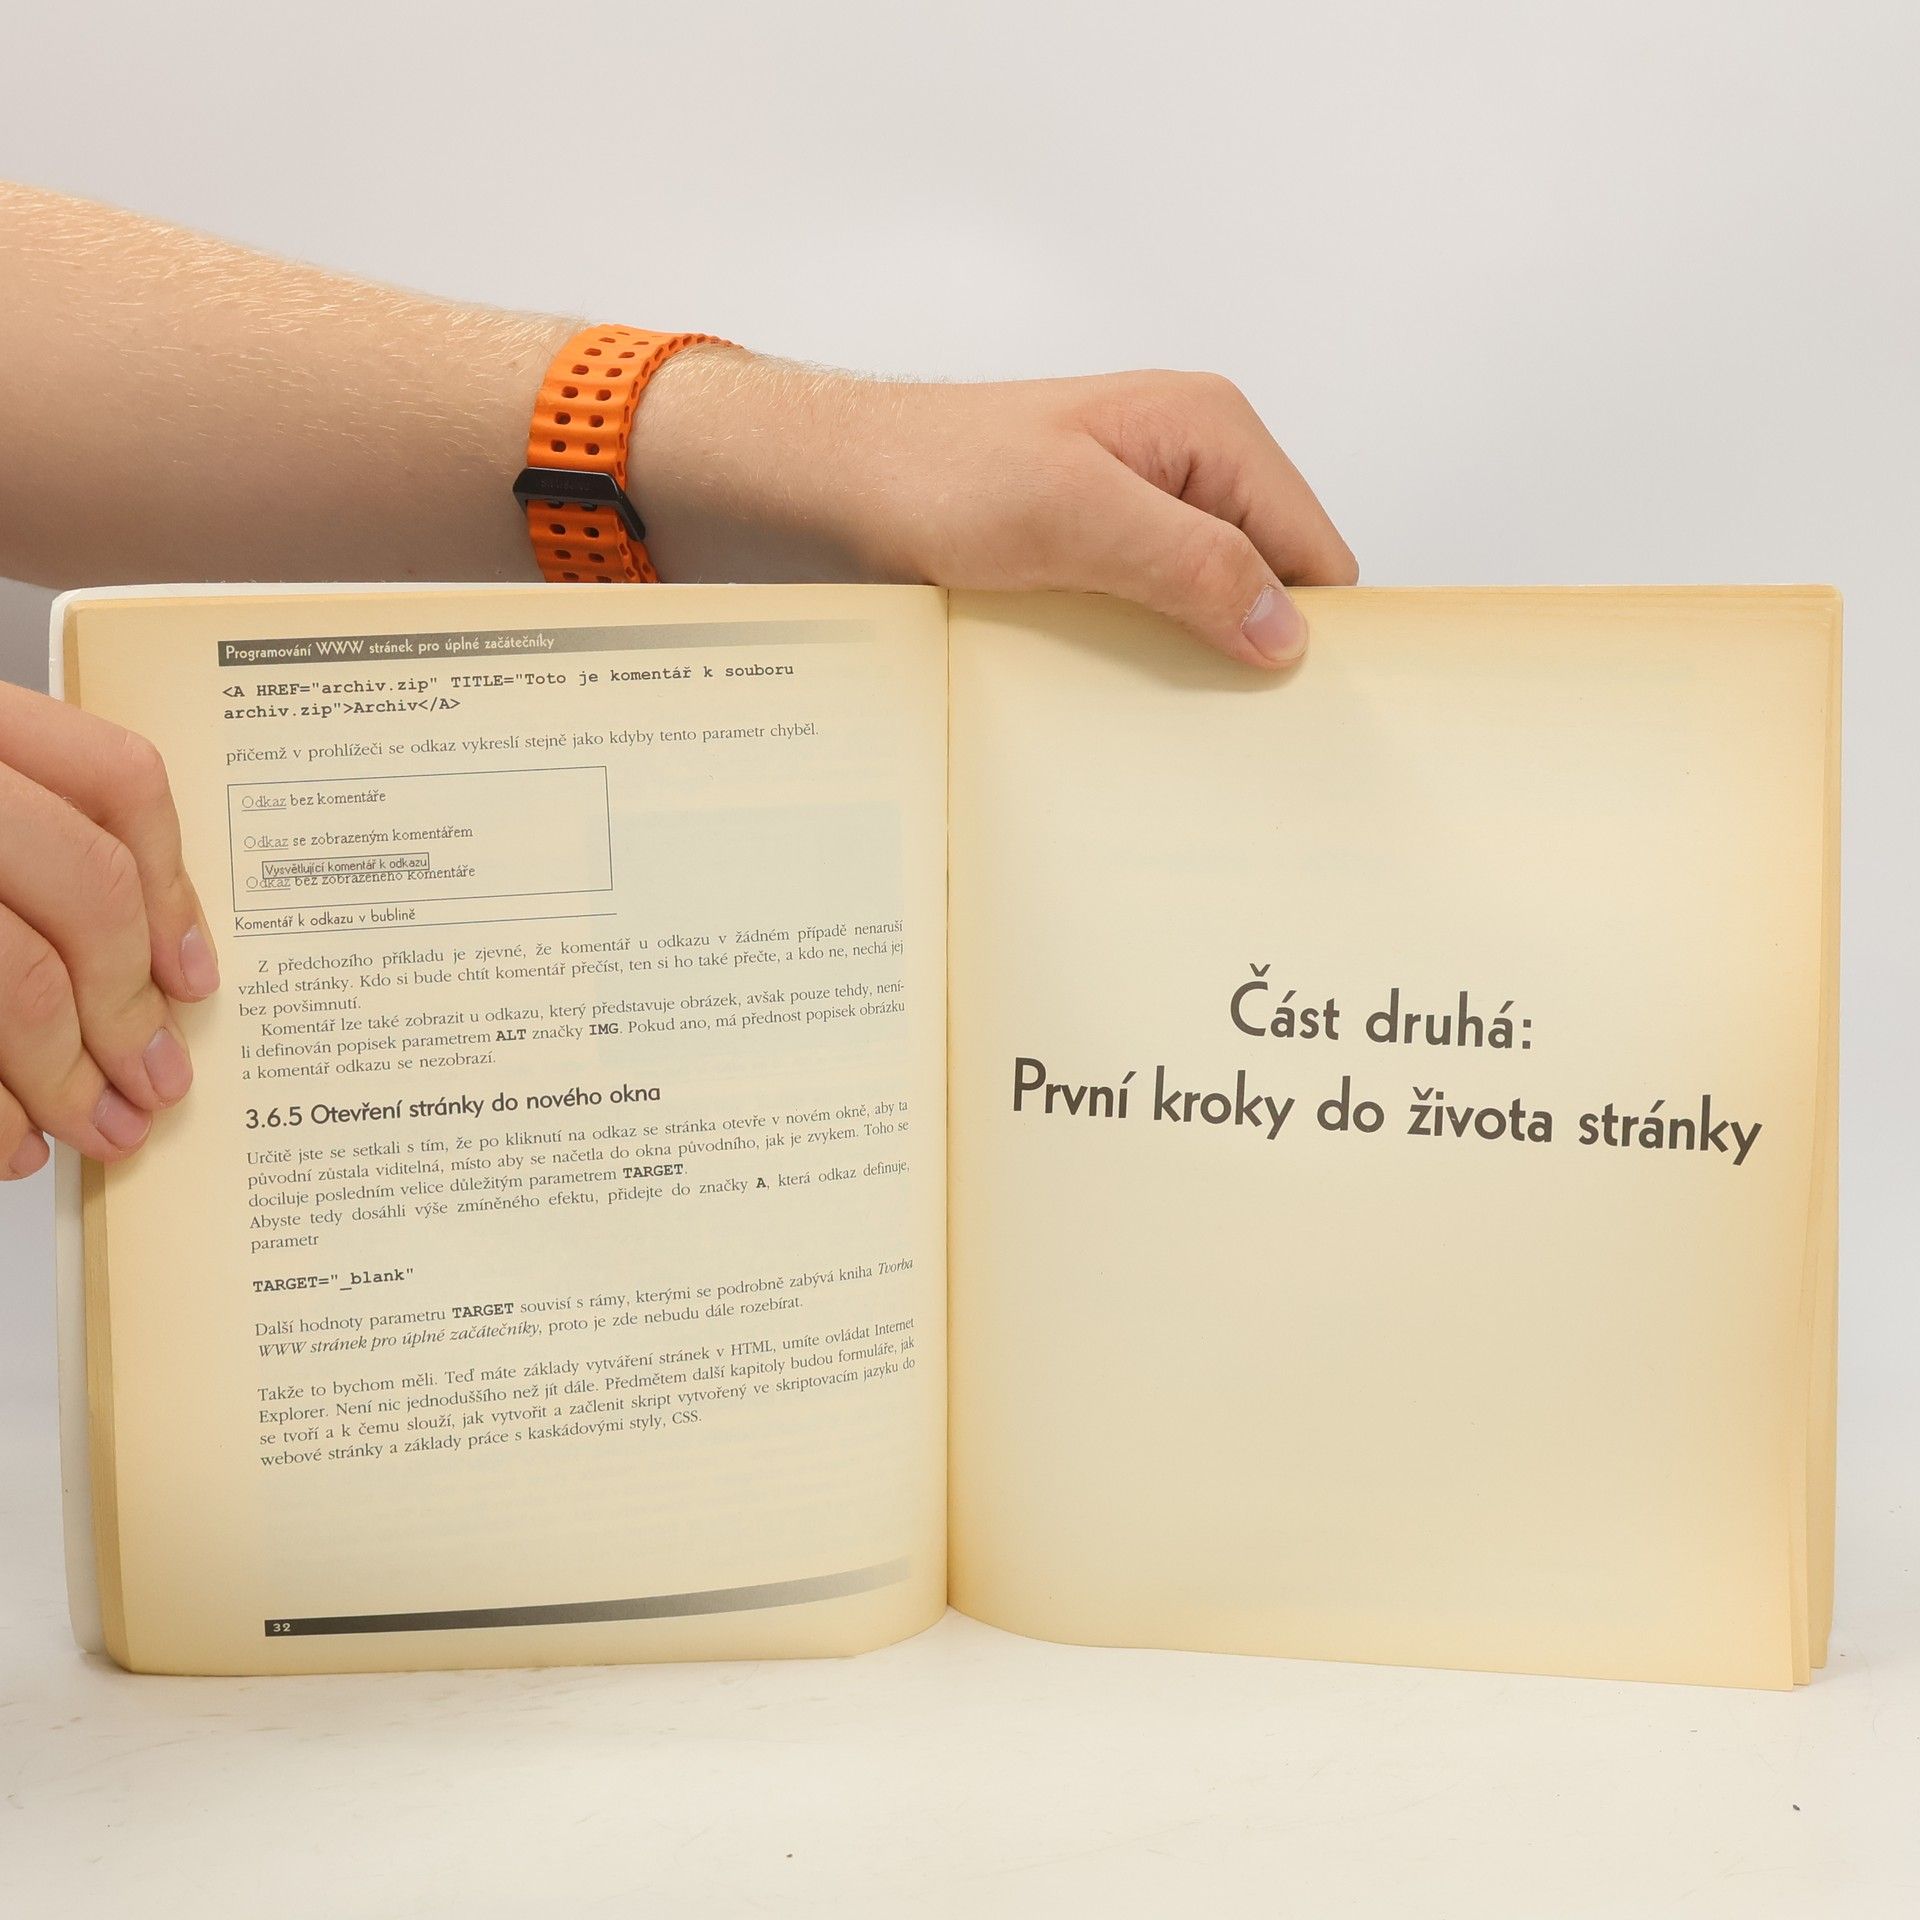 Programování WWW stránek pro úplné začátečníky
<A HREF="archiv.zip" TITLE="Toto je komentář k souboru
archiv.zip">Archiv</A>
přičemž v prohlížeči se odkaz vykreslí stejně jako kdyby tento parametr chyběl.
Odkaz bez komentáře
Odkaz se zobrazeným komentářem
Vysvětlující komentář k odkazu
Odkaz bez zobrazeného komentáře
Komentář k odkazu v bublině
Z předchozího příkladu je zjevné, že komentář u odkazu v žádném případě nenaruší
vzhled stránky. Kdo si bude chtít komentář přečíst, ten si ho také přečte, a kdo ne, nechá jej
bez povšimnutí.
Komentář lze také zobrazit u odkazu, který představuje obrázek, avšak pouze tehdy, není-
li definován popisek parametrem ALT značky IMG. Pokud ano, má přednost popisek obrázku
a komentář odkazu se nezobrazí.
3.6.5 Otevření stránky do nového okna
Určitě jste se setkali s tím, že po kliknutí na odkaz se stránka otevře v novém okně, aby ta
původní zůstala viditelná, místo aby se načetla do okna původního, jak je zvykem. Toho se
dociluje posledním velice důležitým parametrem TARGET.
Abyste tedy dosáhli výše zmíněného efektu, přidejte do značky A, která odkaz definuje,
parametr
TARGET="_blank"
Další hodnoty parametru TARGET souvisí s rámy, kterými se podrobně zabývá kniha Tvorba
WWW stránek pro úplné začátečníky, proto je zde nebudu dále rozebírat.
Takže to bychom měli. Teď máte základy vytváření stránek v HTML, umíte ovládat Internet
Explorer. Není nic jednoduššího než jít dále. Předmětem další kapitoly budou formuláře, jak
se tvoří a k čemu slouží, jak vytvořit a začlenit skript vytvořený ve skriptovacím jazyku do
webové stránky a základy práce s kaskádovými styly, CSS.
32
Část druhá:
První kroky do života stránky